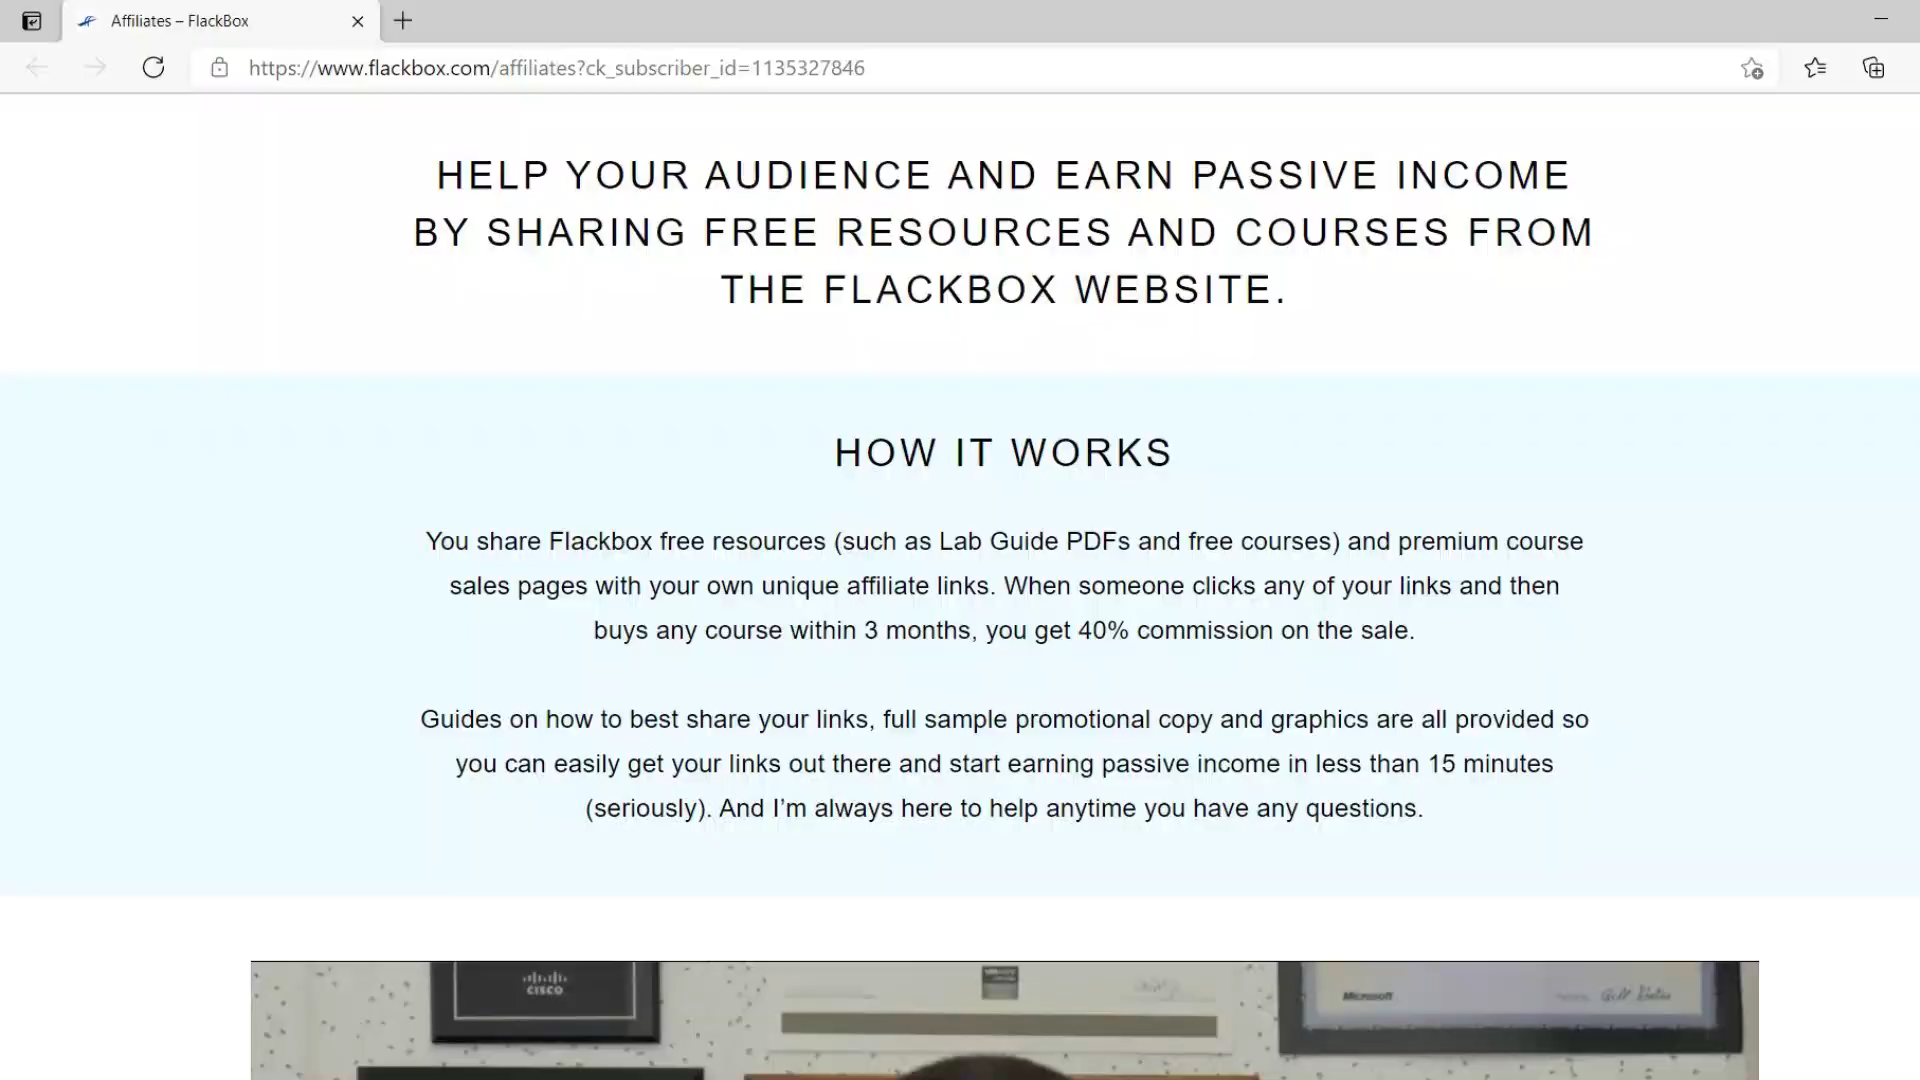 Affiliates – FlackBox
https://www.flackbox.com/affiliates?ck_subscriber_id=1135327846
HELP YOUR AUDIENCE AND EARN PASSIVE INCOME
BY SHARING FREE RESOURCES AND COURSES FROM
THE FLACKBOX WEBSITE.
HOW IT WORKS
You share Flackbox free resources (such as Lab Guide PDFs and free courses) and premium course
sales pages with your own unique affiliate links. When someone clicks any of your links and then
buys any course within 3 months, you get 40% commission on the sale.
Guides on how to best share your links, full sample promotional copy and graphics are all provided so
you can easily get your links out there and start earning passive income in less than 15 minutes
(seriously). And I’m always here to help anytime you have any questions.
CISCO
Microsoft